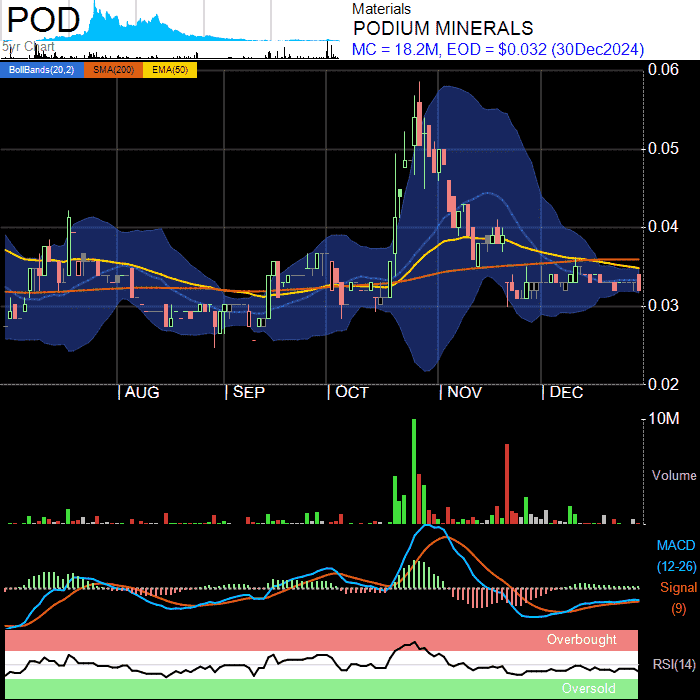 POD
5yr Chart
Materials
PODIUM MINERALS
MC = 18.2M, EOD = $0.032 (30Dec2024)
BollBands(20,2) SMA(200) EMA(50)
0.06
0.05
0.04
0.03
0.02
AUG SEP OCT NOV DEC
10M
Volume
MACD
(12-26)
Signal
(9)
Overbought
RSI(14)
Oversold